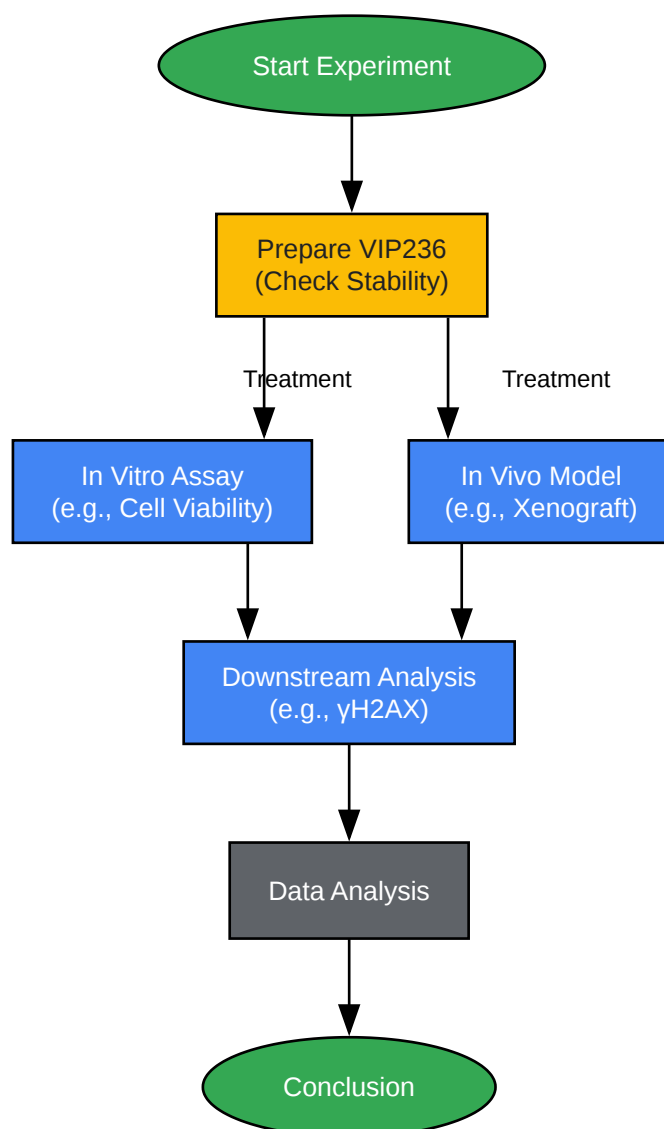 Start Experiment
Prepare VIP236
(Check Stability)
Treatment
Treatment
In Vitro Assay
(e.g., Cell Viability)
In Vivo Model
(e.g., Xenograft)
Downstream Analysis
(e.g., γH2AX)
Data Analysis
Conclusion